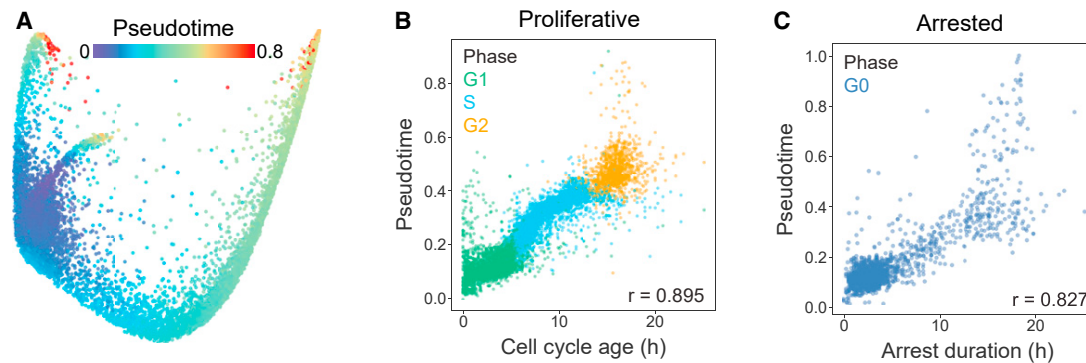 A
Pseudotime
0
0.8
B
Proliferative
Phase
G1
S
G2
0.8
0.6
0.4
0.2
0.0
Pseudotime
r = 0.895
0
10
20
Cell cycle age (h)
C
Arrested
Phase
G0
1.0
0.8
0.6
0.4
0.2
0.0
Pseudotime
r = 0.827
0
10
20
Arrest duration (h)